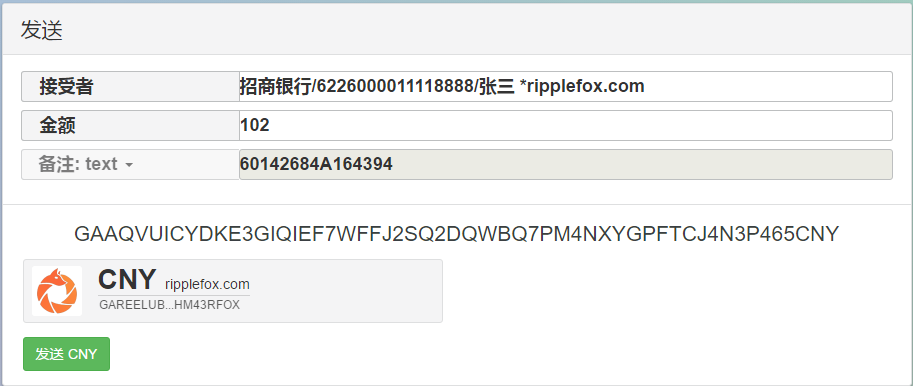 发送
接受者 招商银行/6226000011118888/张三 *ripplefox.com
金额 102
备注: text 60142684A164394
GAAQVUICYDKE3GIQIEF7WFFJ2SQ2DQWBQ7PM4NXYGPFTCJ4N3P465CNY
CNY ripplefox.com
GAREELUB...HM43RFOX
发送 CNY